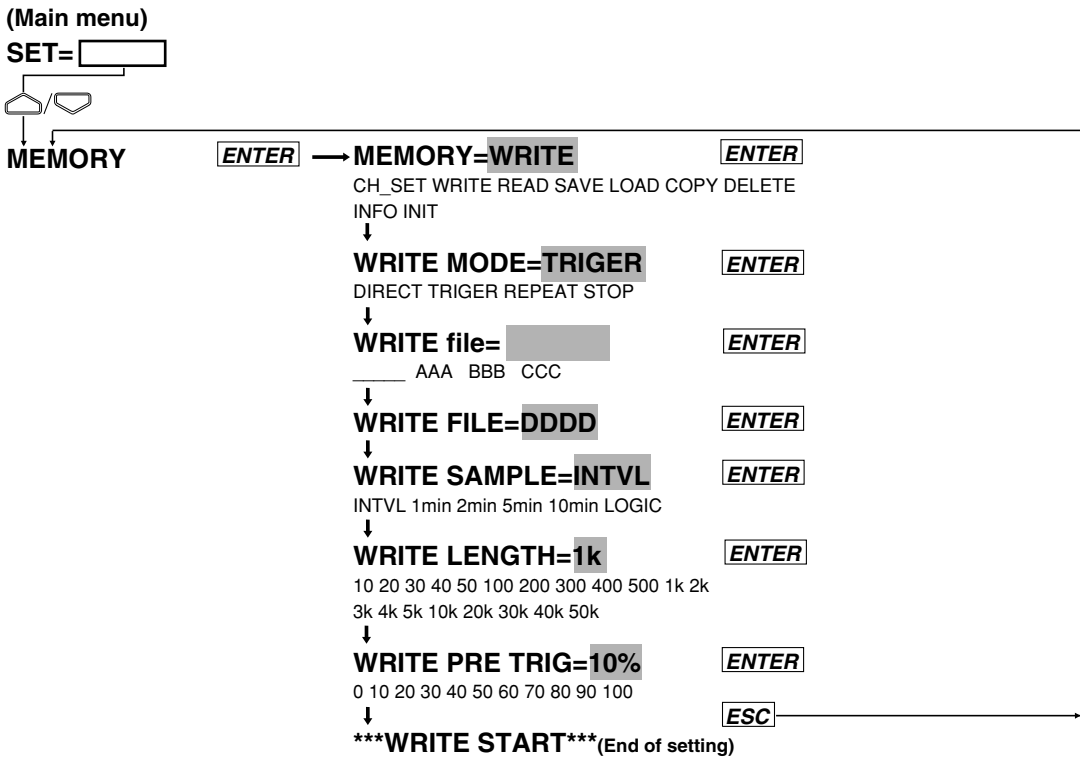 (Main menu)
SET=
/
MEMORY ENTER MEMORY=WRITE ENTER
CH_SET WRITE READ SAVE LOAD COPY DELETE
INFO INIT
WRITE MODE=TRIGER ENTER
DIRECT TRIGER REPEAT STOP
WRITE file= ENTER
_____ AAA BBB CCC
WRITE FILE=DDDD ENTER
WRITE SAMPLE=INTVL ENTER
INTVL 1min 2min 5min 10min LOGIC
WRITE LENGTH=1k ENTER
10 20 30 40 50 100 200 300 400 500 1k 2k
3k 4k 5k 10k 20k 30k 40k 50k
WRITE PRE TRIG=10% ENTER
0 10 20 30 40 50 60 70 80 90 100
ESC
***WRITE START***(End of setting)